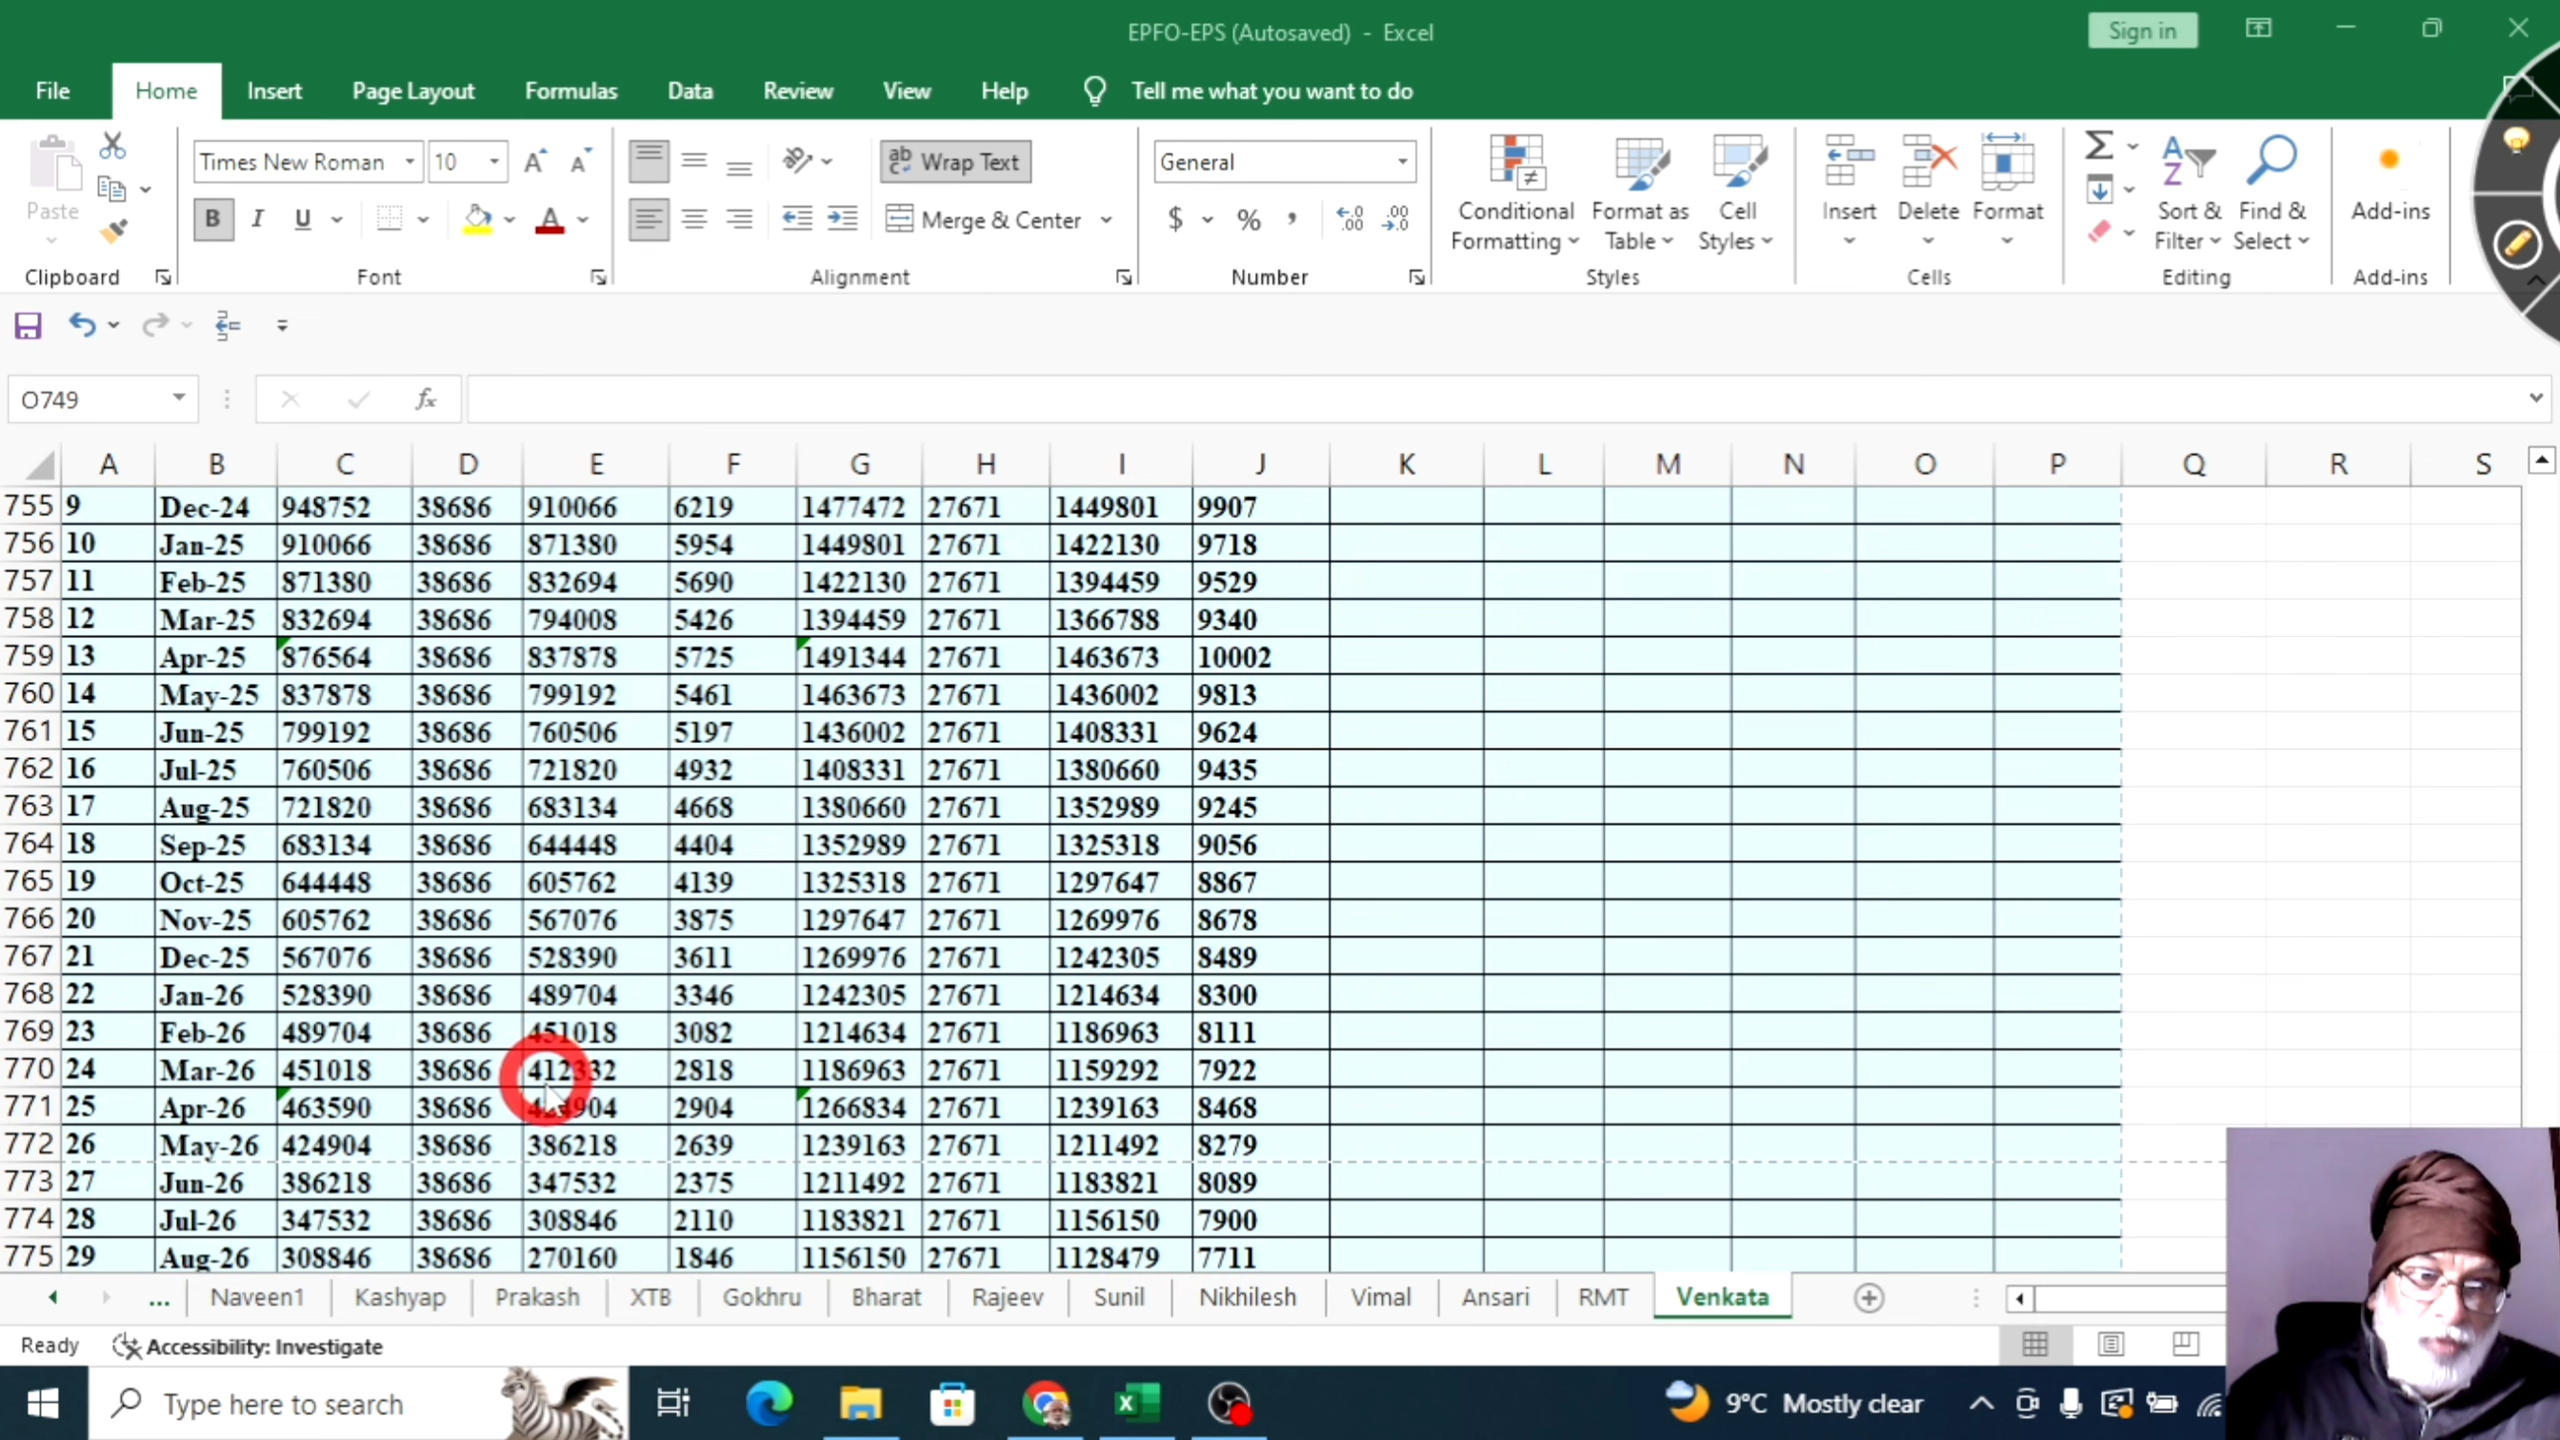 EPFO-EPS (Autosaved) - Excel
Sign in
File Home Insert Page Layout Formulas Data Review View Help Tell me what you want to do
Paste
Times New Roman 10
Wrap Text
Merge & Center
General
Conditional Formatting
Format as Table
Cell Styles
Insert
Delete
Format
Sort & Filter
Find & Select
Add-ins
Clipboard Font Alignment Number Styles Cells Editing Add-ins
O749
fx
A B C D E F G H I J K L M N O P Q R S
755 9 Dec-24 948752 38686 910066 6219 1477472 27671 1449801 9907
756 10 Jan-25 910066 38686 871380 5954 1449801 27671 1422130 9718
757 11 Feb-25 871380 38686 832694 5690 1422130 27671 1394459 9529
758 12 Mar-25 832694 38686 794008 5426 1394459 27671 1366788 9340
759 13 Apr-25 876564 38686 837878 5725 1491344 27671 1463673 10002
760 14 May-25 837878 38686 799192 5461 1463673 27671 1436002 9813
761 15 Jun-25 799192 38686 760506 5197 1436002 27671 1408331 9624
762 16 Jul-25 760506 38686 721820 4932 1408331 27671 1380660 9435
763 17 Aug-25 721820 38686 683134 4668 1380660 27671 1352989 9245
764 18 Sep-25 683134 38686 644448 4404 1352989 27671 1325318 9056
765 19 Oct-25 644448 38686 605762 4139 1325318 27671 1297647 8867
766 20 Nov-25 605762 38686 567076 3875 1297647 27671 1269976 8678
767 21 Dec-25 567076 38686 528390 3611 1269976 27671 1242305 8489
768 22 Jan-26 528390 38686 489704 3346 1242305 27671 1214634 8300
769 23 Feb-26 489704 38686 451018 3082 1214634 27671 1186963 8111
770 24 Mar-26 451018 38686 412332 2818 1186963 27671 1159292 7922
771 25 Apr-26 463590 38686 424904 2904 1266834 27671 1239163 8468
772 26 May-26 424904 38686 386218 2639 1239163 27671 1211492 8279
773 27 Jun-26 386218 38686 347532 2375 1211492 27671 1183821 8089
774 28 Jul-26 347532 38686 308846 2110 1183821 27671 1156150 7900
775 29 Aug-26 308846 38686 270160 1846 1156150 27671 1128479 7711
... Naveen1 Kashyap Prakash XTB Gokhru Bharat Rajeev Sunil Nikhilesh Vimal Ansari RMT Venkata
Ready Accessibility: Investigate
Type here to search
9°C Mostly clear